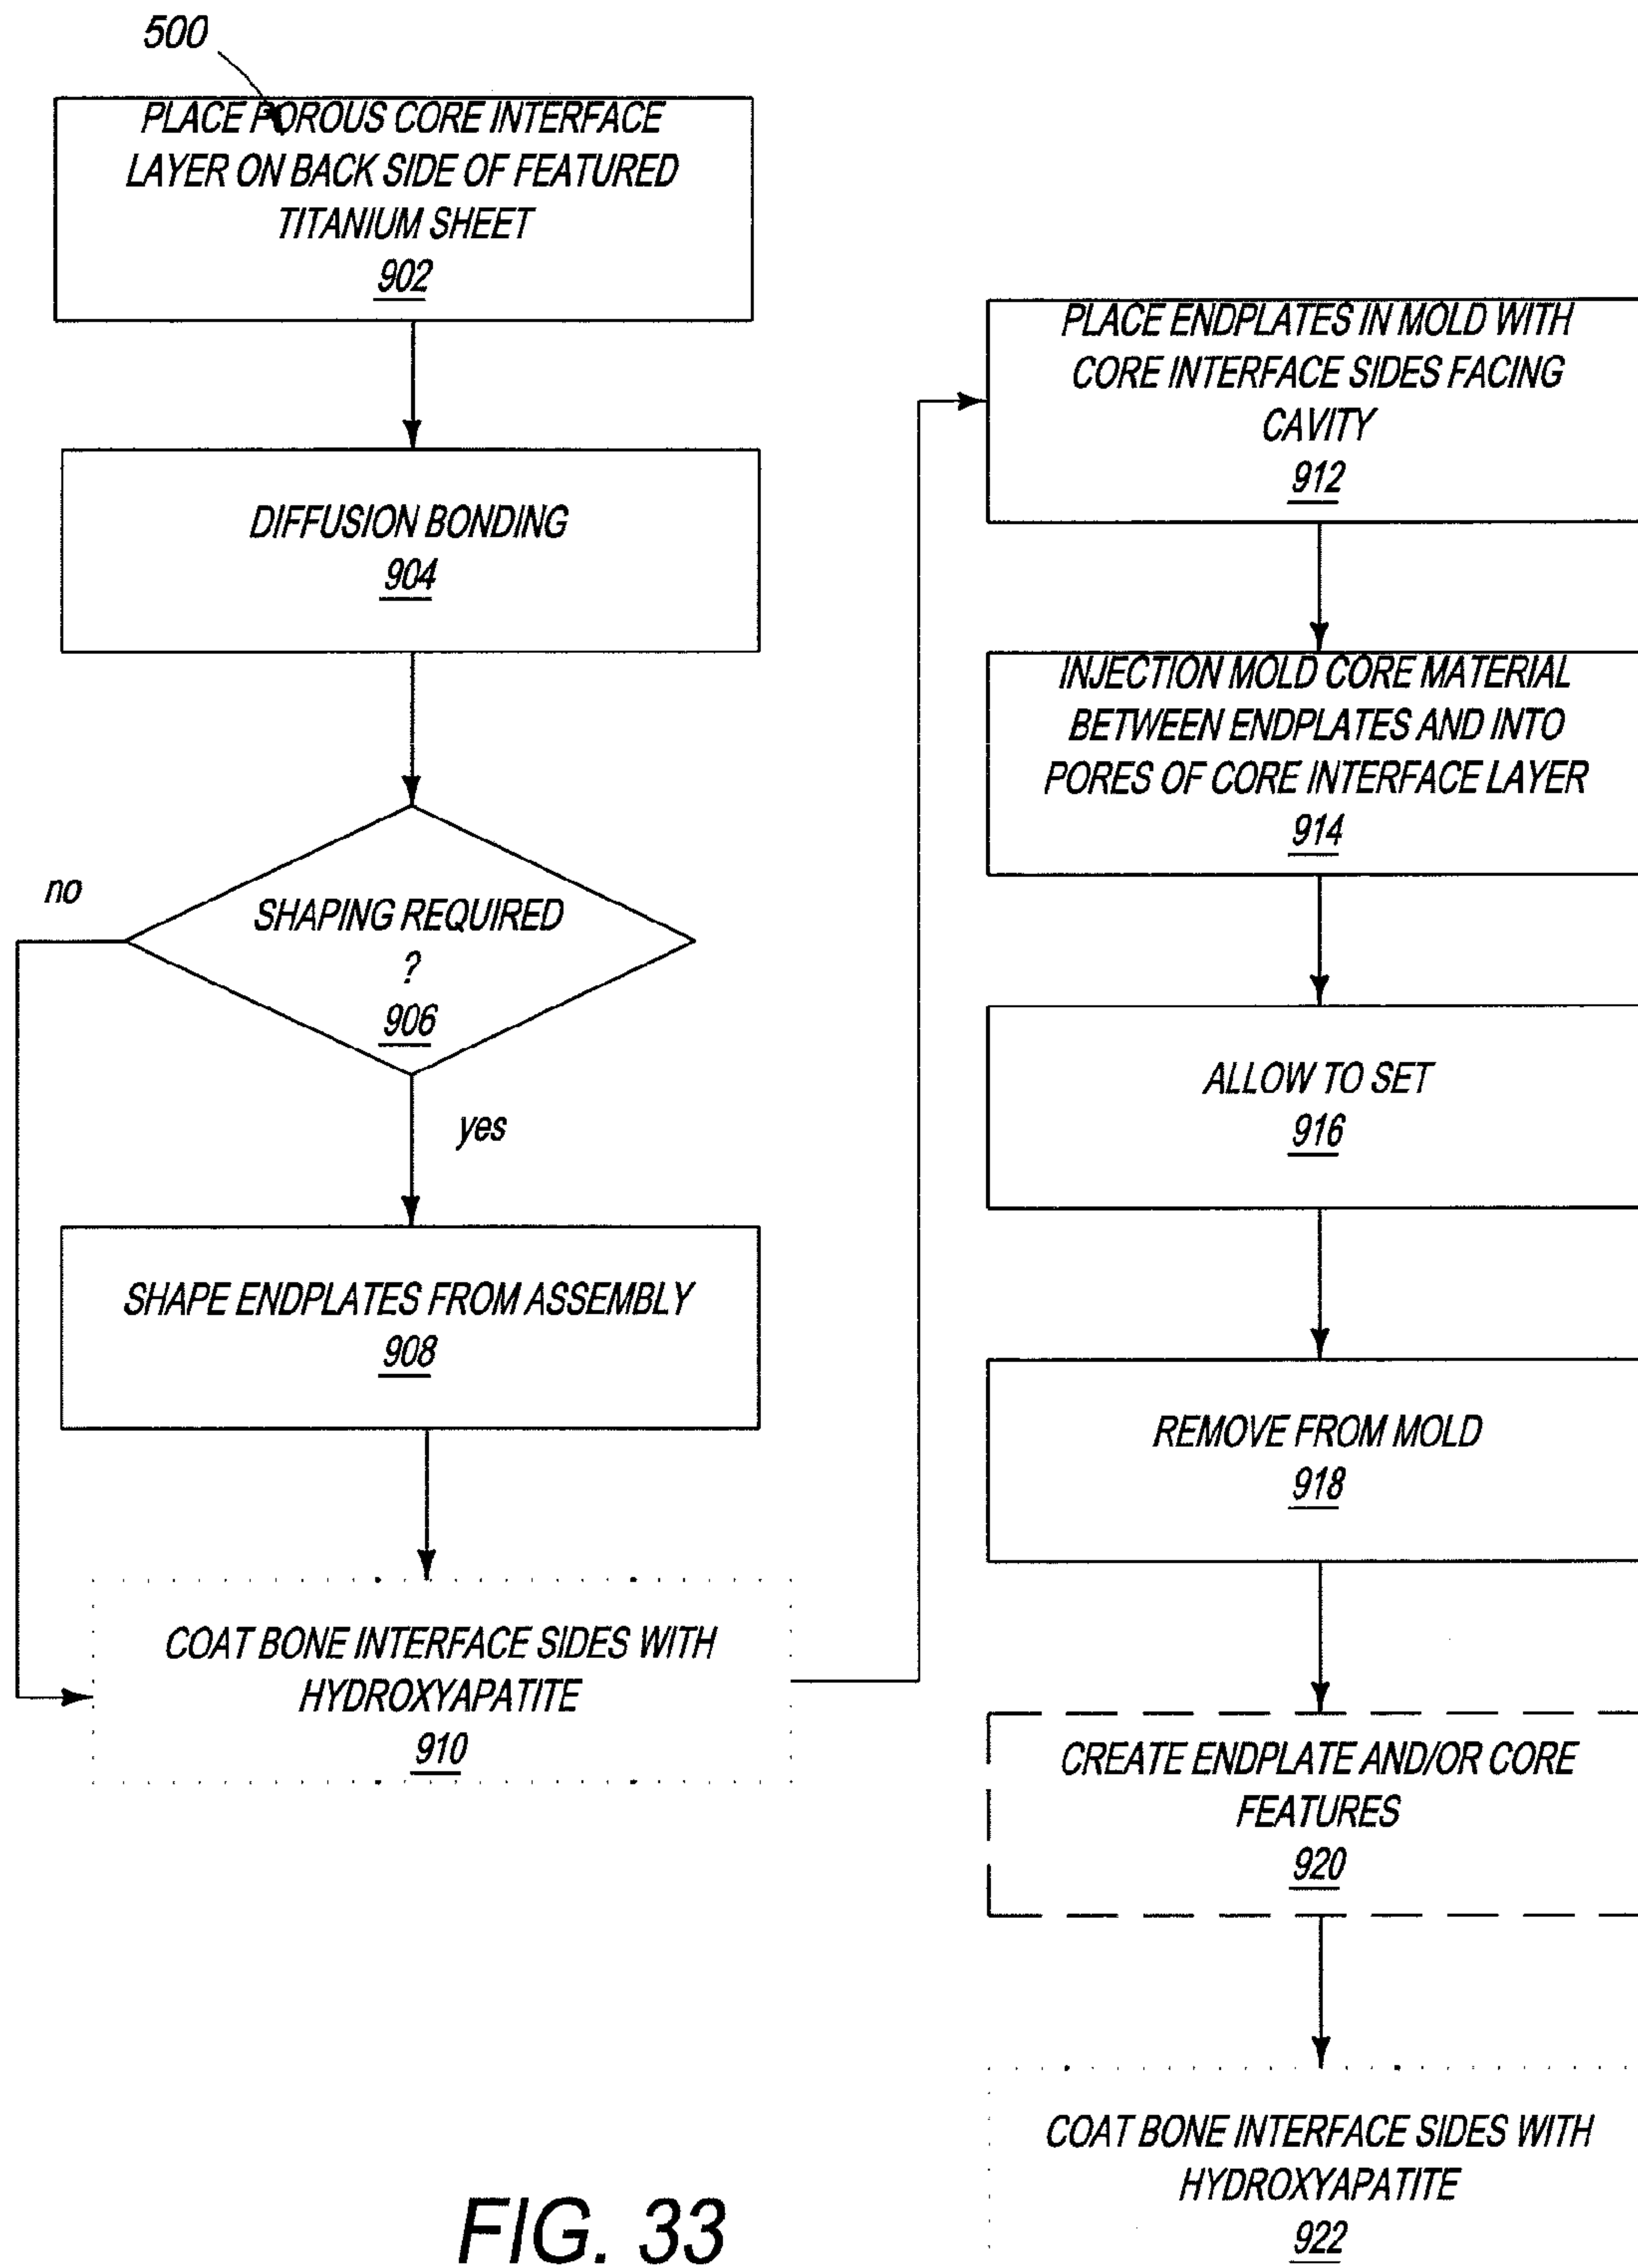 500
PLACE POROUS CORE INTERFACE
LAYER ON BACK SIDE OF FEATURED
TITANIUM SHEET
902
DIFFUSION BONDING
904
no
SHAPING REQUIRED
?
906
yes
SHAPE ENDPLATES FROM ASSEMBLY
908
COAT BONE INTERFACE SIDES WITH
HYDROXYAPATITE
910
PLACE ENDPLATES IN MOLD WITH
CORE INTERFACE SIDES FACING
CAVITY
912
INJECTION MOLD CORE MATERIAL
BETWEEN ENDPLATES AND INTO
PORES OF CORE INTERFACE LAYER
914
ALLOW TO SET
916
REMOVE FROM MOLD
918
CREATE ENDPLATE AND/OR CORE
FEATURES
920
COAT BONE INTERFACE SIDES WITH
HYDROXYAPATITE
922
FIG. 33